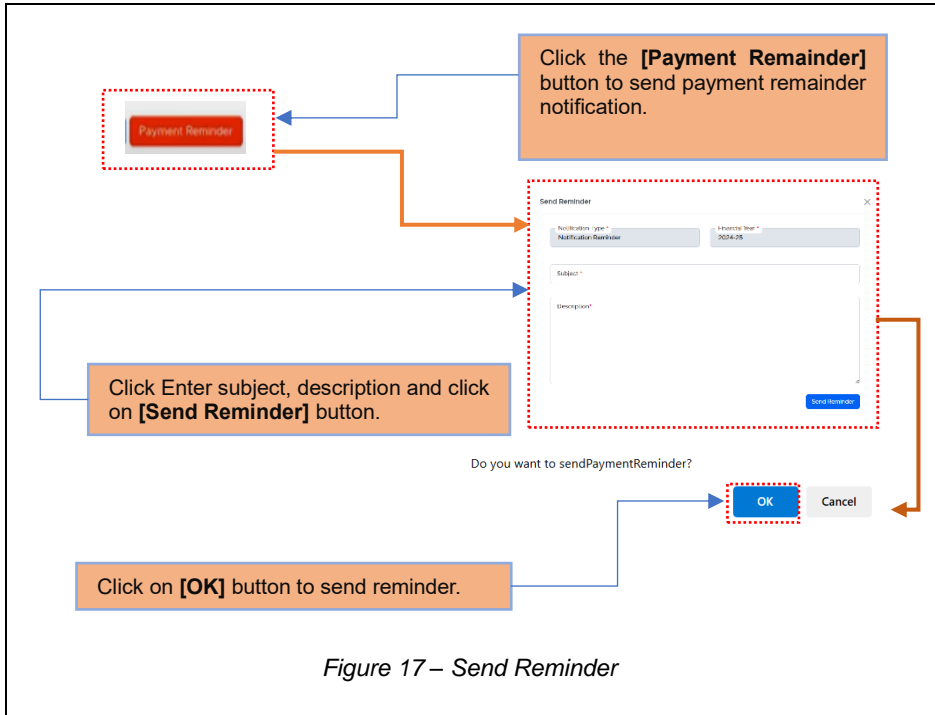 Click the [Payment Remainder]
button to send payment remainder
notification.
Payment Reminder
Send Reminder
Notification Type *
Notification Reminder
Financial Year *
2024-25
Subject *
Description*
Send Reminder
Click Enter subject, description and click
on [Send Reminder] button.
Do you want to sendPaymentReminder?
OK
Cancel
Click on [OK] button to send reminder.
Figure 17 – Send Reminder